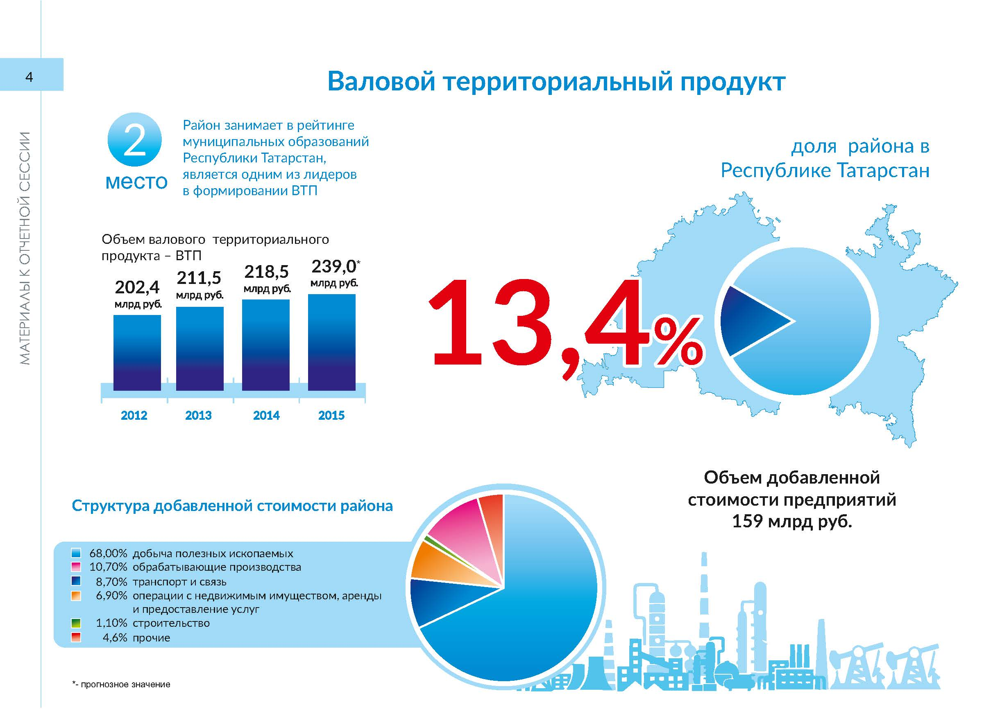 4
МАТЕРИАЛЫ К ОТЧЕТНОЙ СЕССИИ
Валовой территориальный продукт
2
место
Район занимает в рейтинге
муниципальных образований
Республики Татарстан,
является одним из лидеров
в формировании ВТП
доля района в
Республике Татарстан
13,4%
Объем валового территориального
продукта – ВТП
202,4
млрд руб.
211,5
млрд руб.
218,5
млрд руб.
239,0*
млрд руб.
2012 2013 2014 2015
Объем добавленной
стоимости предприятий
159 млрд руб.
Структура добавленной стоимости района
68,00% добыча полезных ископаемых
10,70% обрабатывающие производства
8,70% транспорт и связь
6,90% операции с недвижимым имуществом, аренды
и предоставление услуг
1,10% строительство
4,6% прочие
*- прогнозное значение